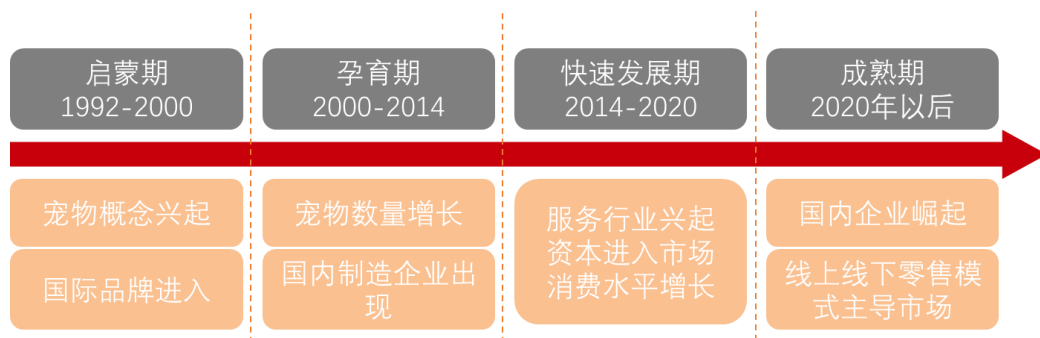 启蒙期
1992-2000
孕育期
2000-2014
快速发展期
2014-2020
成熟期
2020年以后
宠物概念兴起
国际品牌进入
宠物数量增长
国内制造企业出
现
服务行业兴起
资本进入市场
消费水平增长
国内企业崛起
线上线下零售模
式主导市场